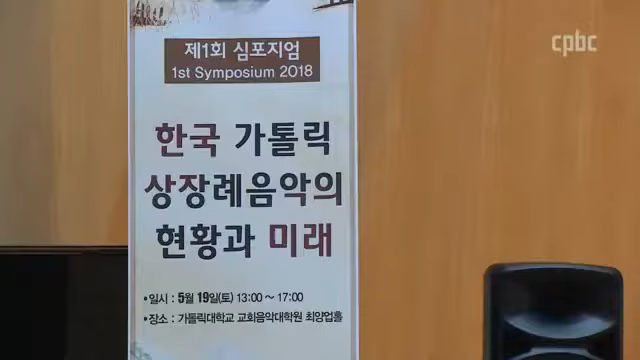 cpbc
제1회 심포지엄
1st Symposium 2018
한국 가톨릭
상장례음악의
현황과 미래
•일시 : 5월 19일(토) 13:00 ~ 17:00
•장소 : 가톨릭대학교 교회음악대학원 최양업홀